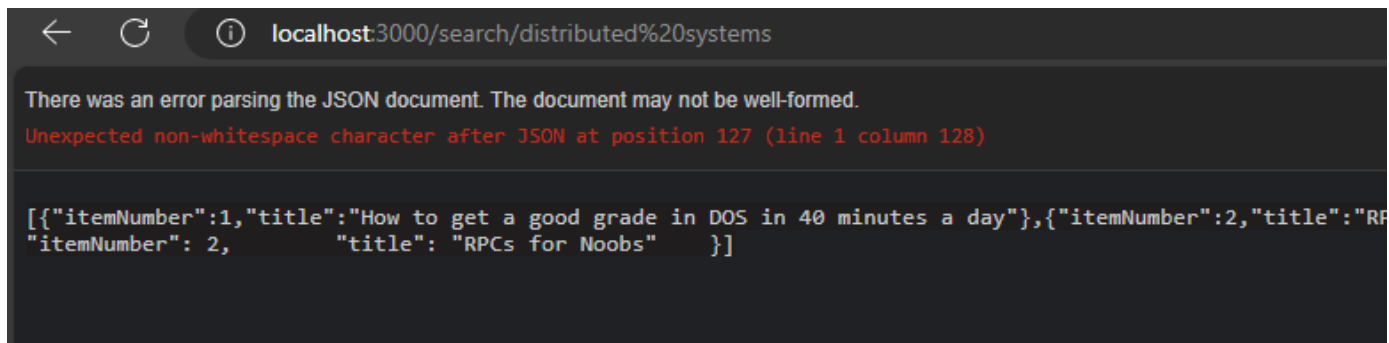 localhost:3000/search/distributed%20systems
There was an error parsing the JSON document. The document may not be well-formed.
Unexpected non-whitespace character after JSON at position 127 (line 1 column 128)
[{"itemNumber":1,"title":"How to get a good grade in DOS in 40 minutes a day"},{"itemNumber":2,"title":"
"itemNumber": 2,        "title": "RPCs for Noobs"    }]